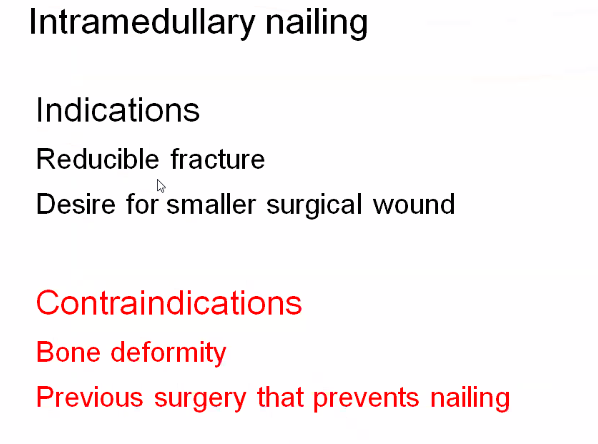 Intramedullary nailing
Indications
Reducible fracture
Desire for smaller surgical wound
Contraindications
Bone deformity
Previous surgery that prevents nailing